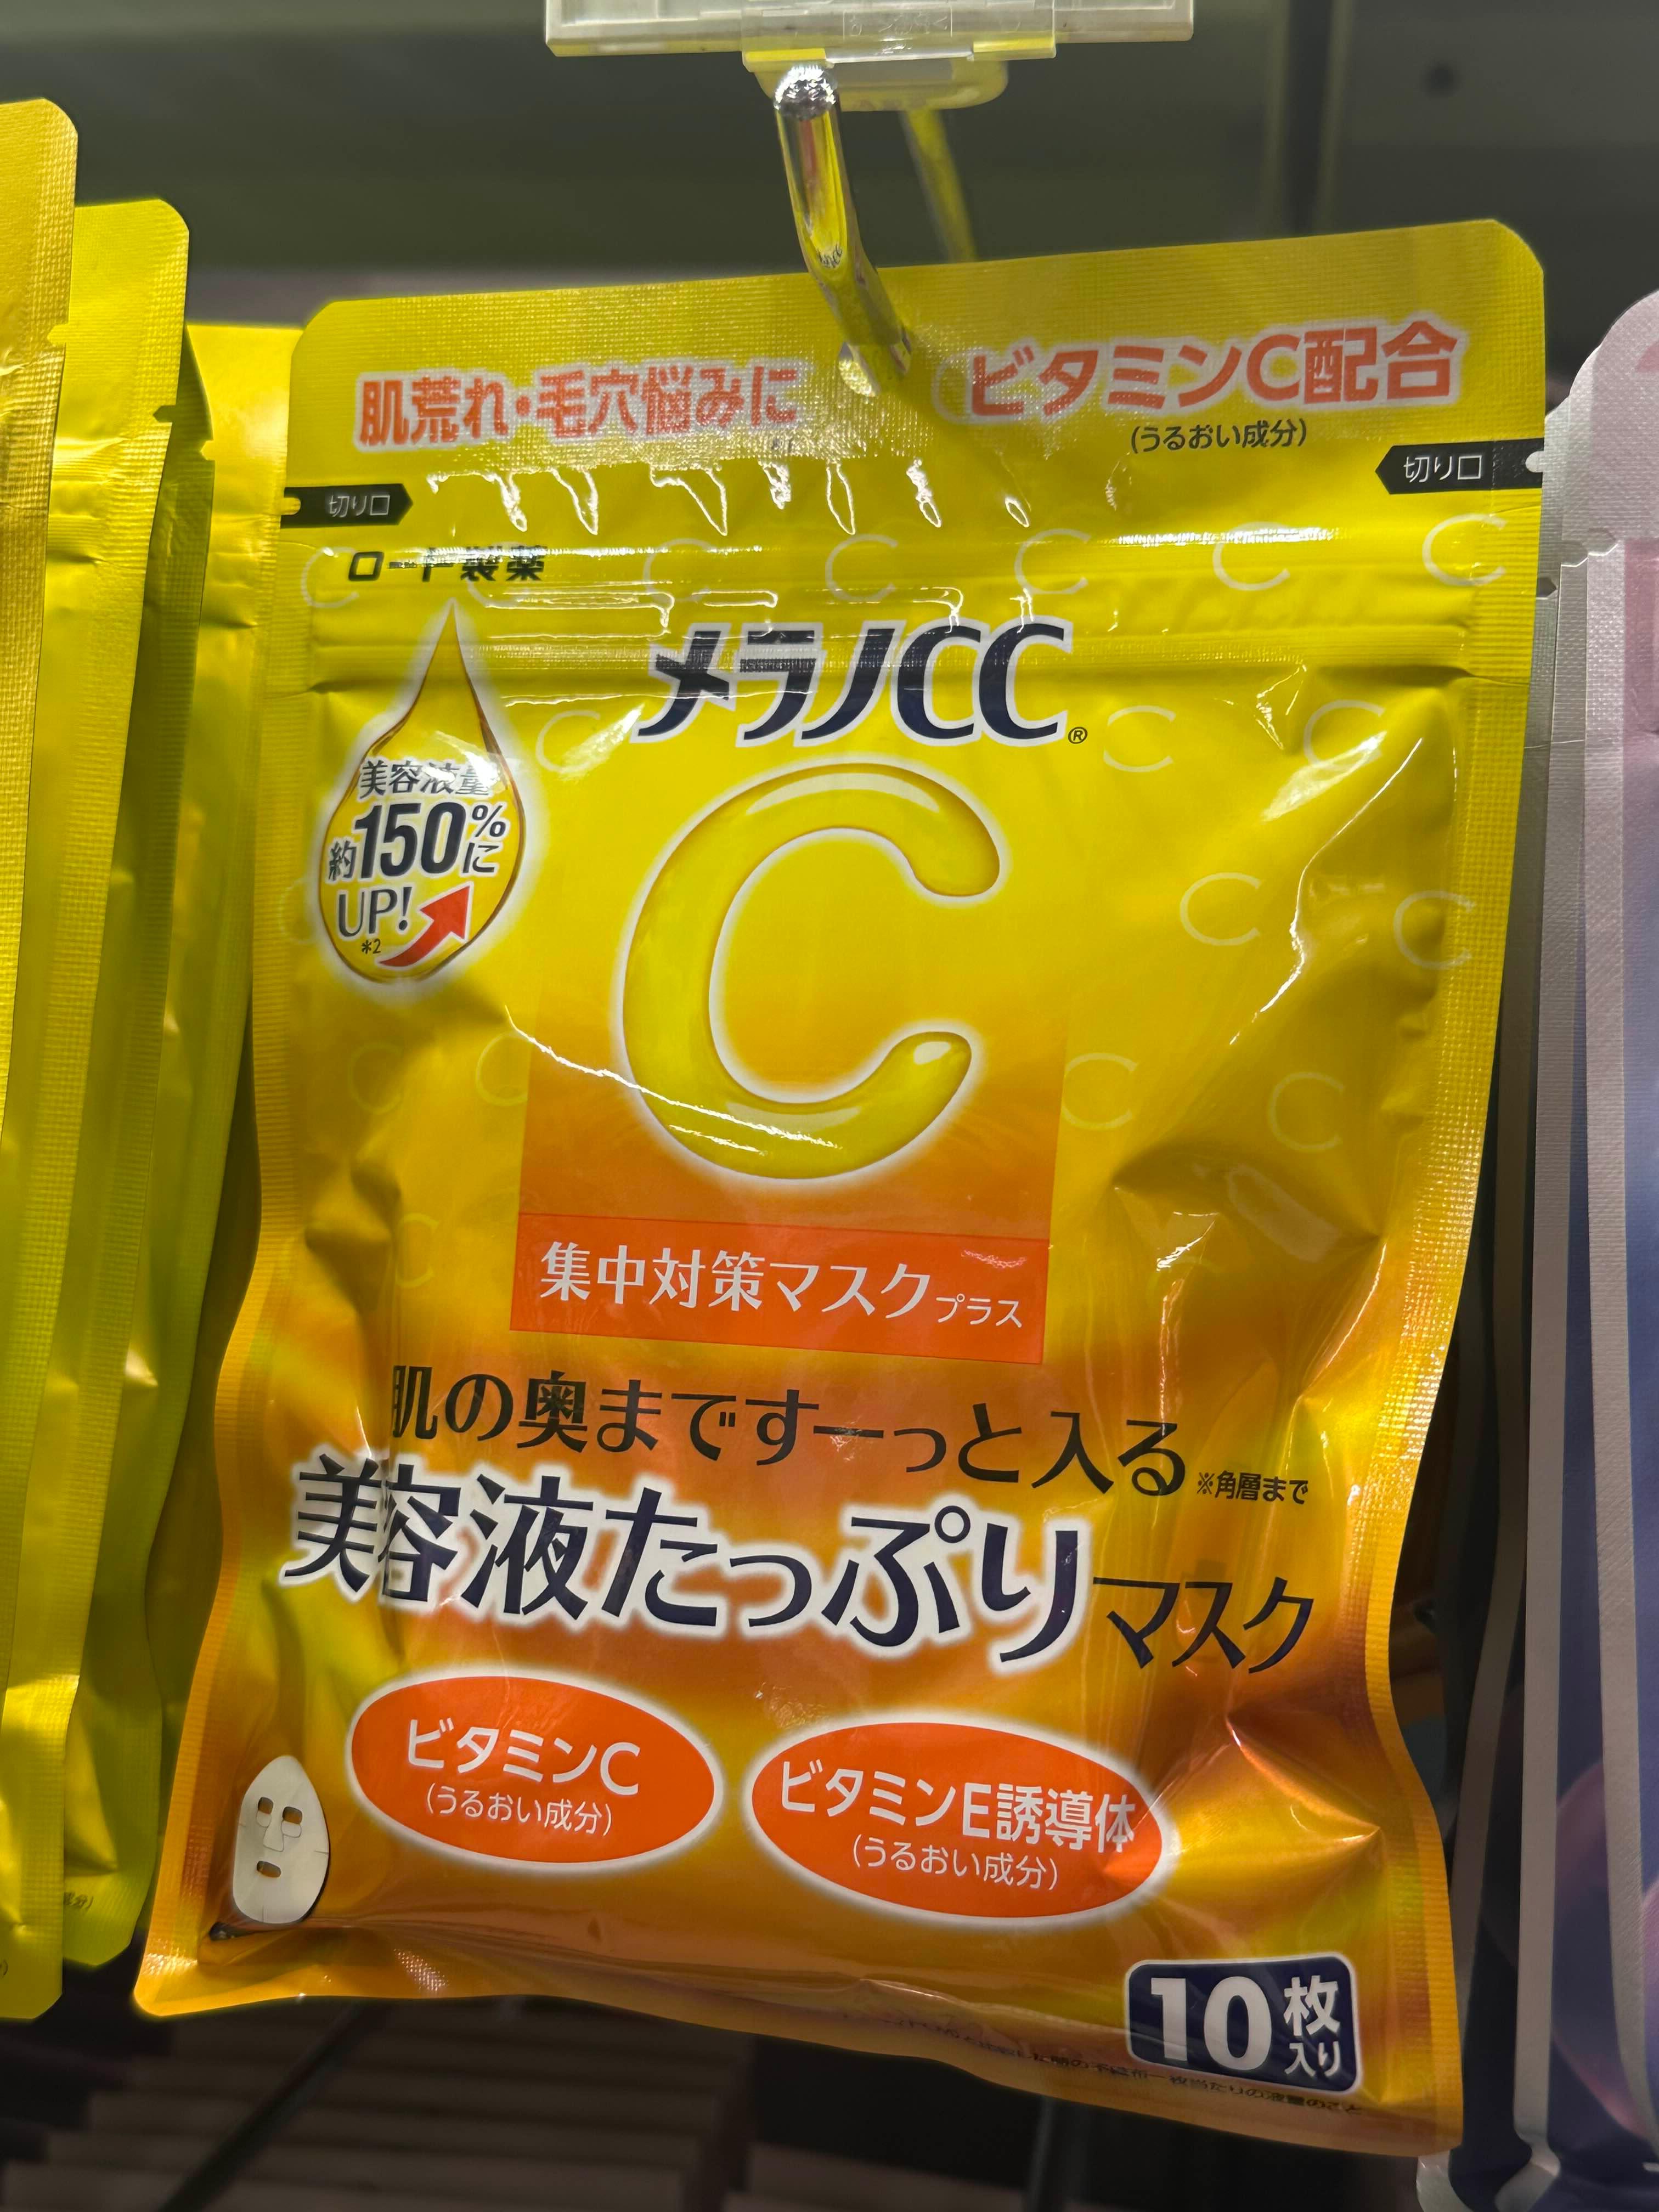 肌荒れ・毛穴悩みに
ビタミンC配合
(うるおい成分)
切り口
切り口
ロート製薬
メラノCC®
美容液量
約150%に
UP!
*2
C
集中対策マスクプラス
肌の奥まですーっと入る※角層まで
美容液たっぷりマスク
ビタミンC
(うるおい成分)
ビタミンE誘導体
(うるおい成分)
10枚入り